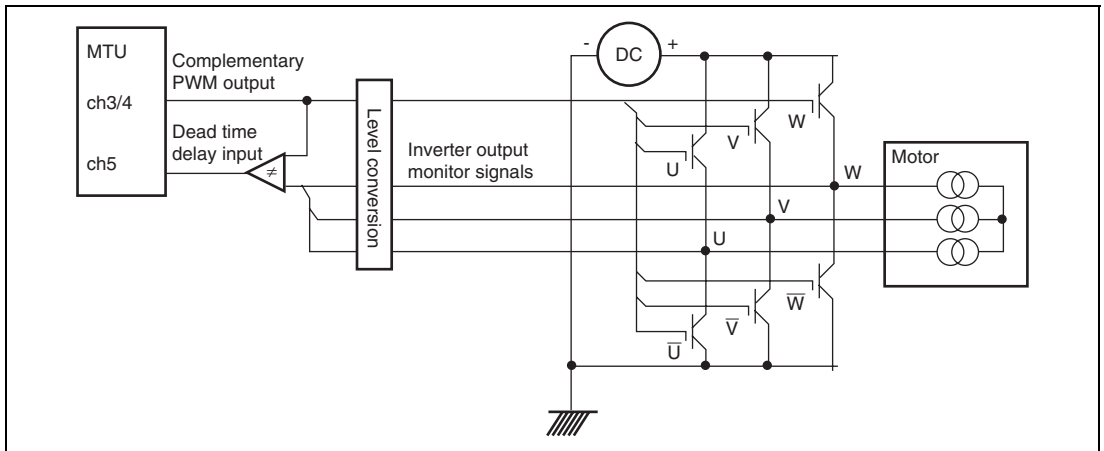 MTU
ch3/4
ch5
Complementary
PWM output
Dead time
delay input
≠
Level conversion
Inverter output
monitor signals
- DC +
W
V
U
W
V
U
W̅
V̅
U̅
Motor